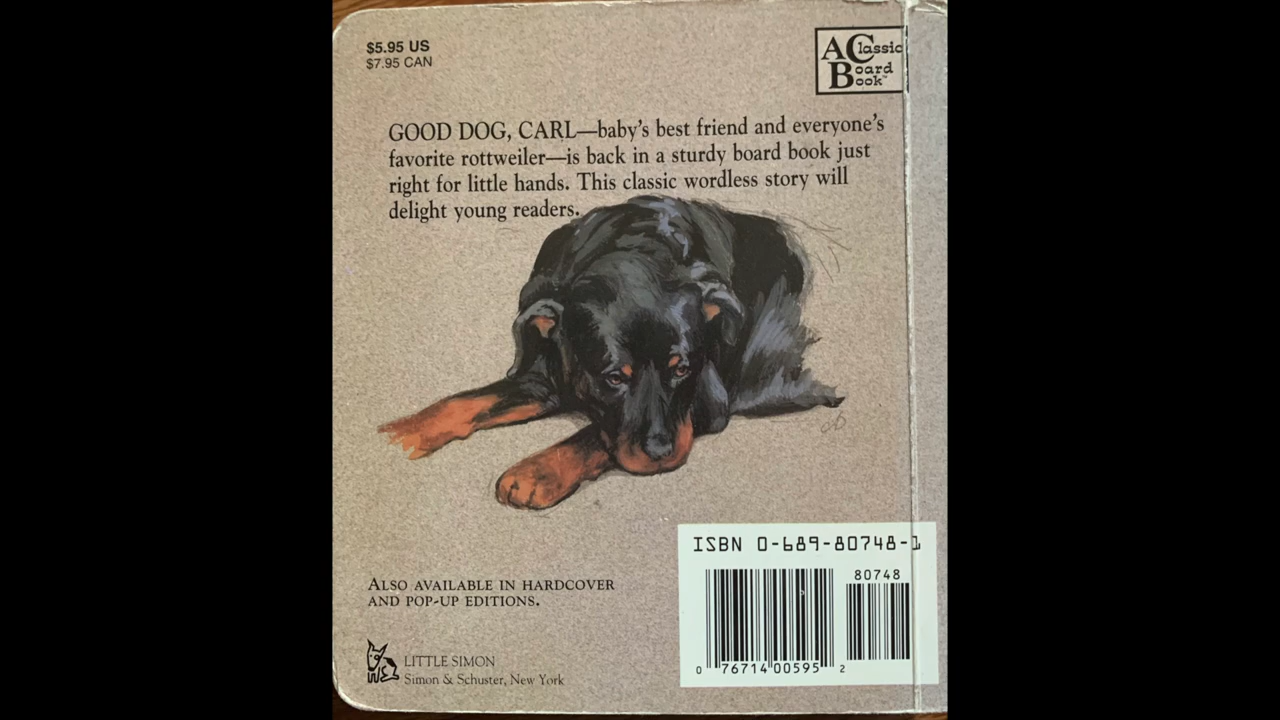 $5.95 US
$7.95 CAN
A Classic
Board
Book™
GOOD DOG, CARL—baby's best friend and everyone's
favorite rottweiler—is back in a sturdy board book just
right for little hands. This classic wordless story will
delight young readers.
ISBN 0-689-80748-1
80748
0 76714 00595 2
ALSO AVAILABLE IN HARDCOVER
AND POP-UP EDITIONS.
LITTLE SIMON
Simon & Schuster, New York